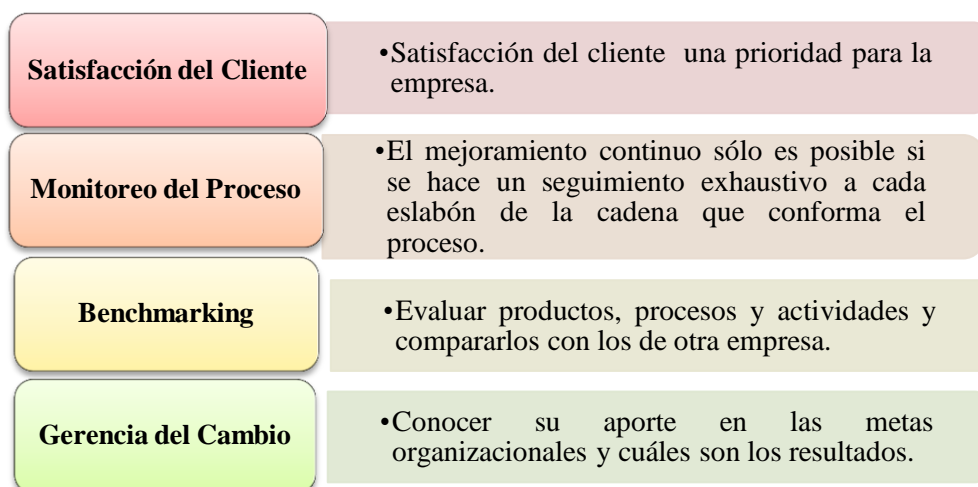 Satisfacción del Cliente
•Satisfacción del cliente una prioridad para la
empresa.
Monitoreo del Proceso
•El mejoramiento continuo sólo es posible si
se hace un seguimiento exhaustivo a cada
eslabón de la cadena que conforma el
proceso.
Benchmarking
•Evaluar productos, procesos y actividades y
compararlos con los de otra empresa.
Gerencia del Cambio
•Conocer su aporte en las metas
organizacionales y cuáles son los resultados.